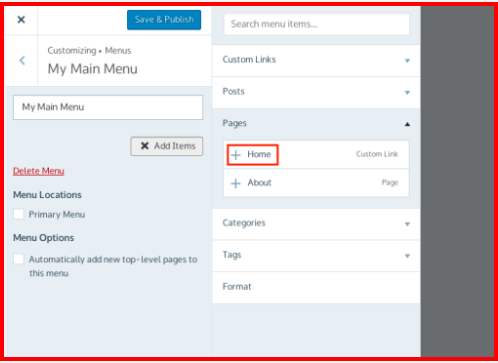 Save & Publish
Customizing • Menus
My Main Menu
My Main Menu
Add Items
Delete Menu
Menu Locations
Primary Menu
Menu Options
Automatically add new top-level pages to
this menu
Search menu items...
Custom Links
Posts
Pages
Home Custom Link
About Page
Categories
Tags
Format